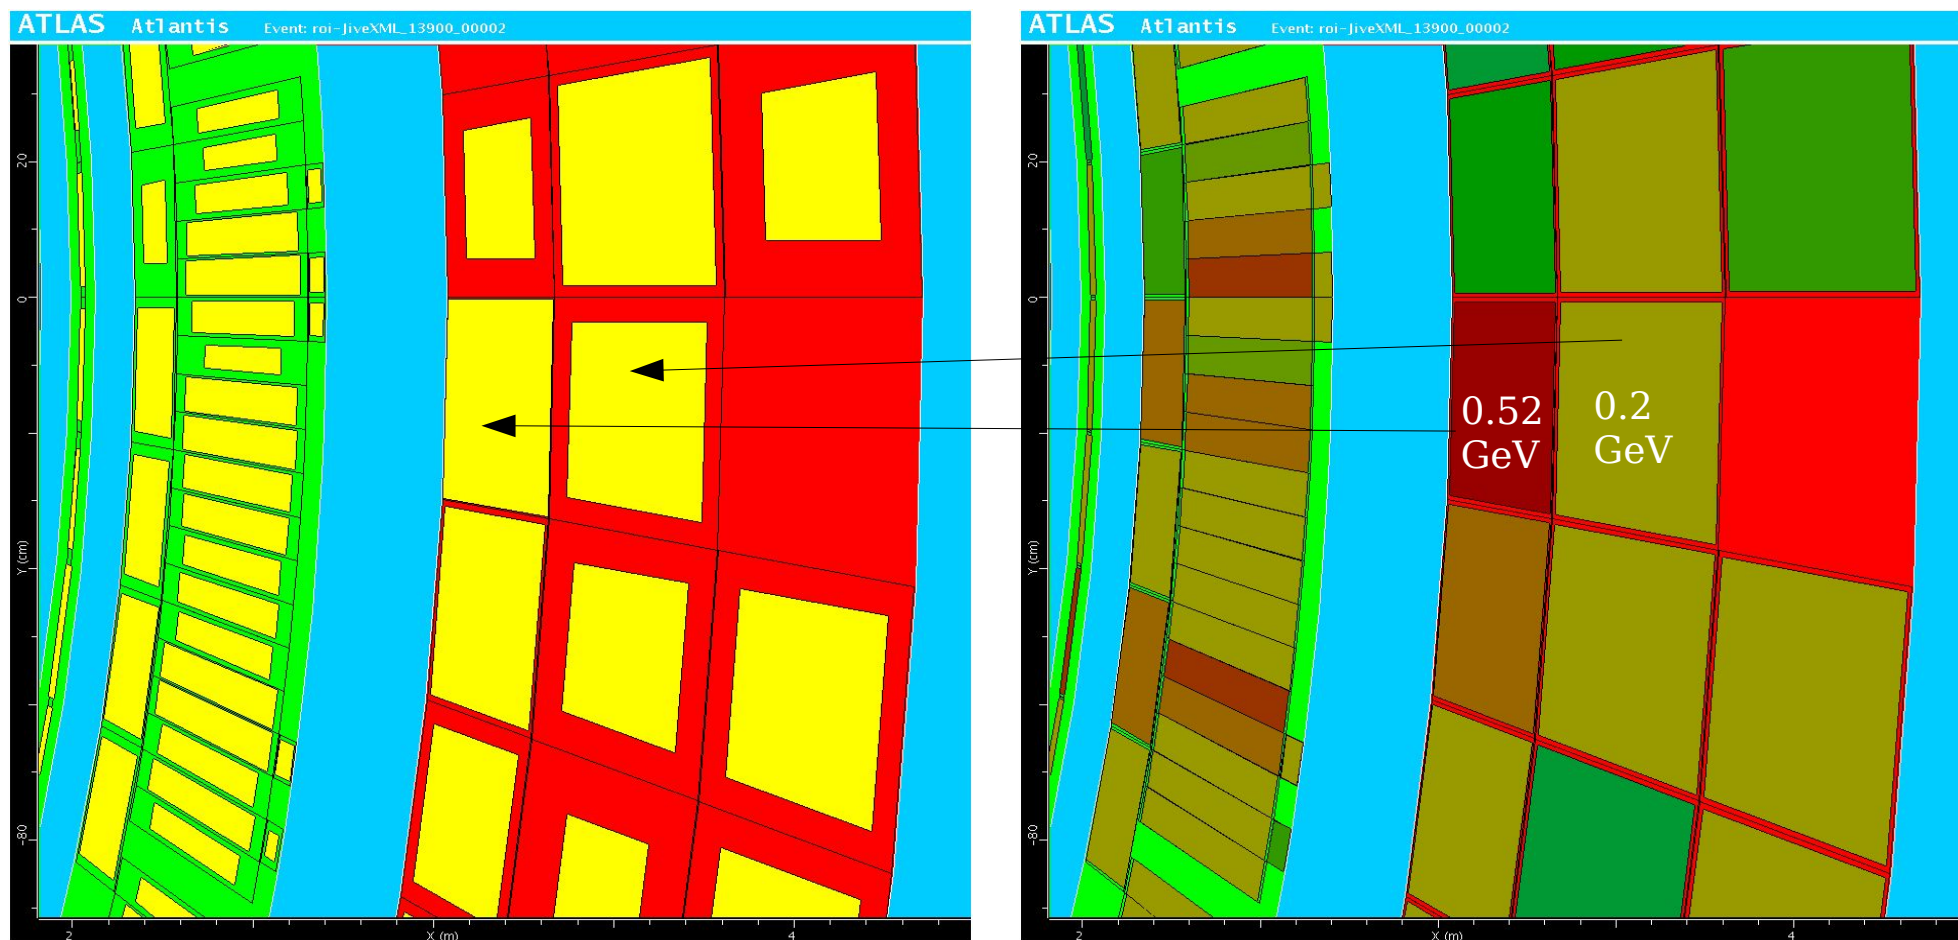 ATLAS Atlantis Event: roi-JiveXML_13900_00002
20
0
Y (cm)
-80
2
X (m)
4
ATLAS Atlantis Event: roi-JiveXML_13900_00002
20
0
Y (cm)
-80
0.52
GeV
0.2
GeV
2
X (m)
4